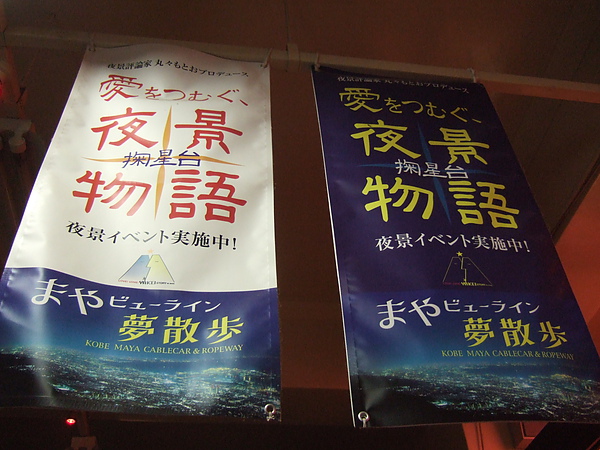 夜景評論家 丸々もとおプロデュース
愛をつむぐ、
夜景
掬星台
物語
夜景イベント実施中!
まやビューライン
夢散歩
KOBE MAYA CABLECAR & ROPEWAY
夜景評論家 丸々もとおプロデュース
愛をつむぐ、
夜景
掬星台
物語
夜景イベント実施中!
まやビューライン
夢散歩
KOBE MAYA CABLECAR & ROPEWAY